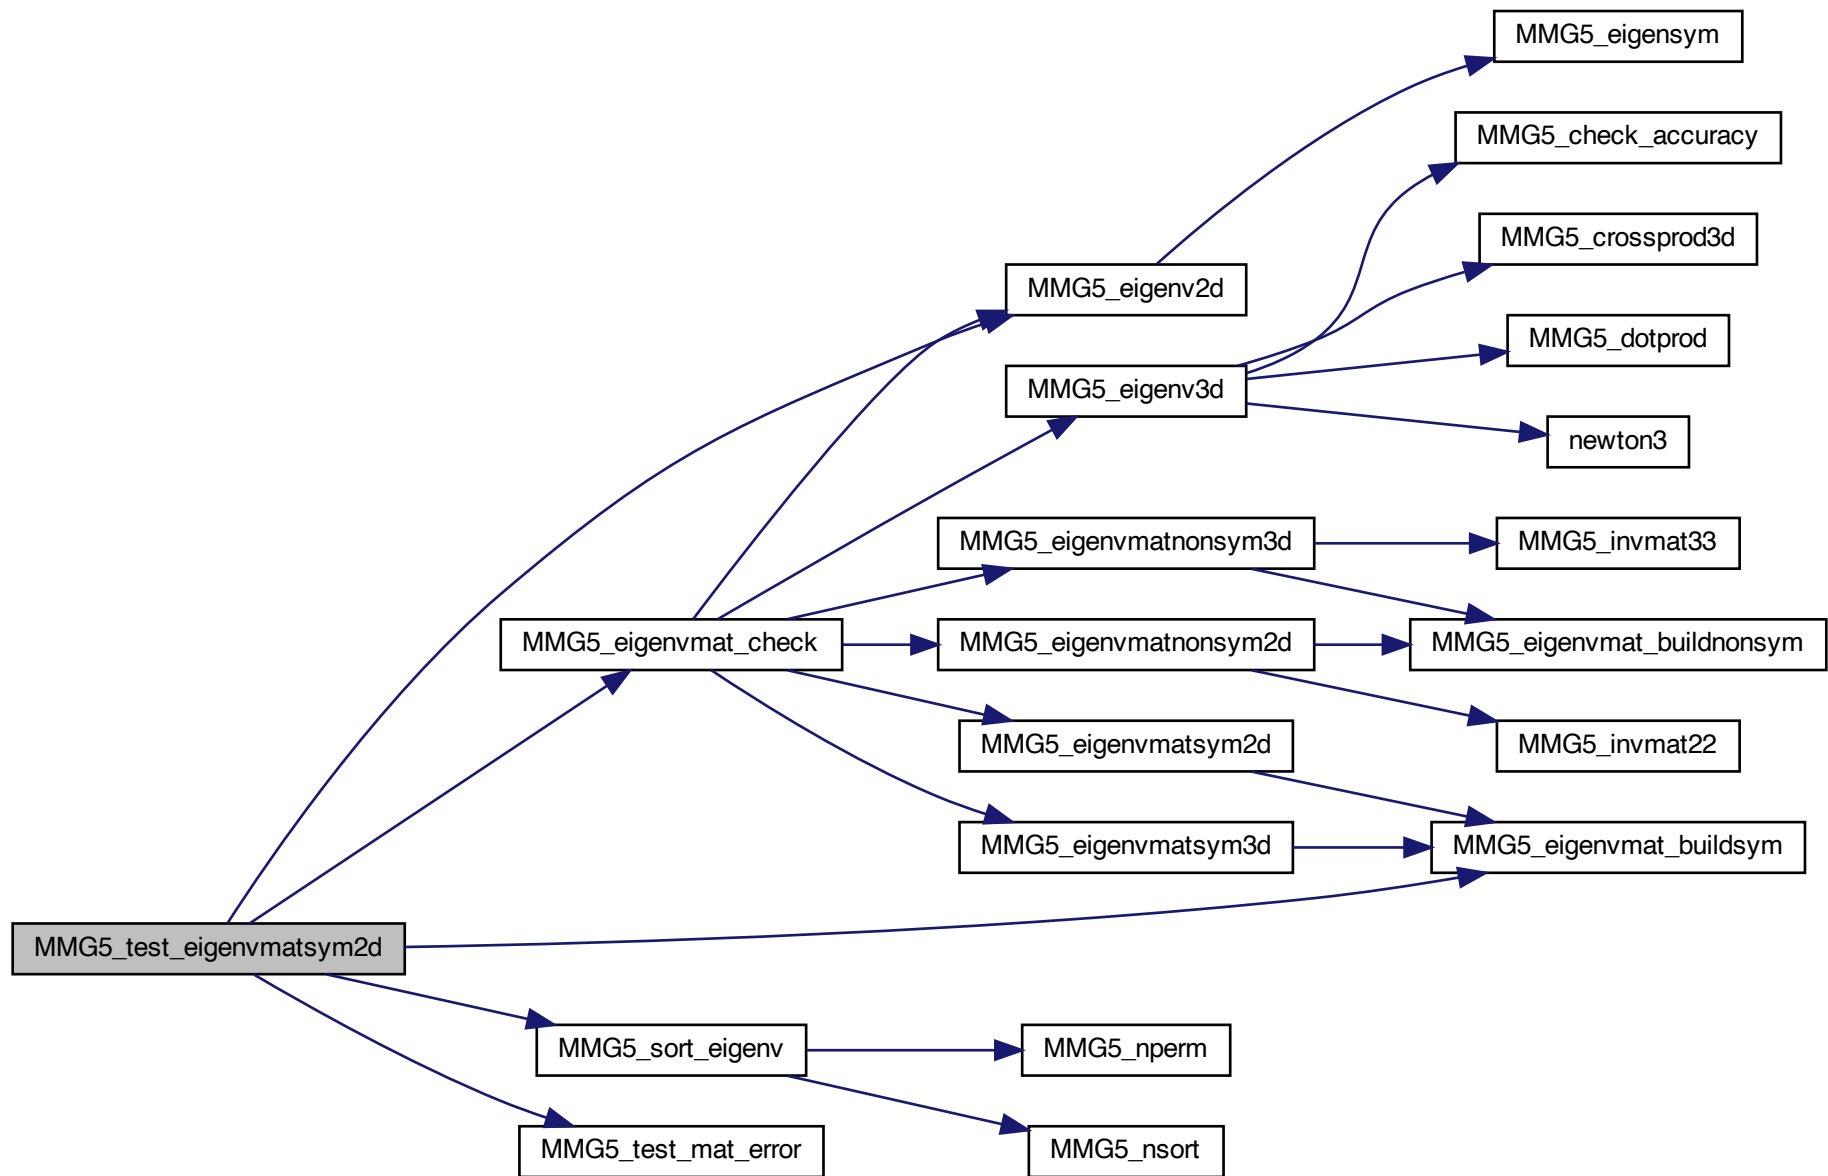 MMG5_eigensym
MMG5_check_accuracy
MMG5_crossprod3d
MMG5_eigenv2d
MMG5_dotprod
MMG5_eigenv3d
newton3
MMG5_eigenvmatnonsym3d
MMG5_invmat33
MMG5_eigenvmat_check
MMG5_eigenvmatnonsym2d
MMG5_eigenvmat_buildnonsym
MMG5_eigenvmatsym2d
MMG5_invmat22
MMG5_eigenvmatsym3d
MMG5_eigenvmat_buildsym
MMG5_test_eigenvmatsym2d
MMG5_sort_eigenv
MMG5_nperm
MMG5_test_mat_error
MMG5_nsort